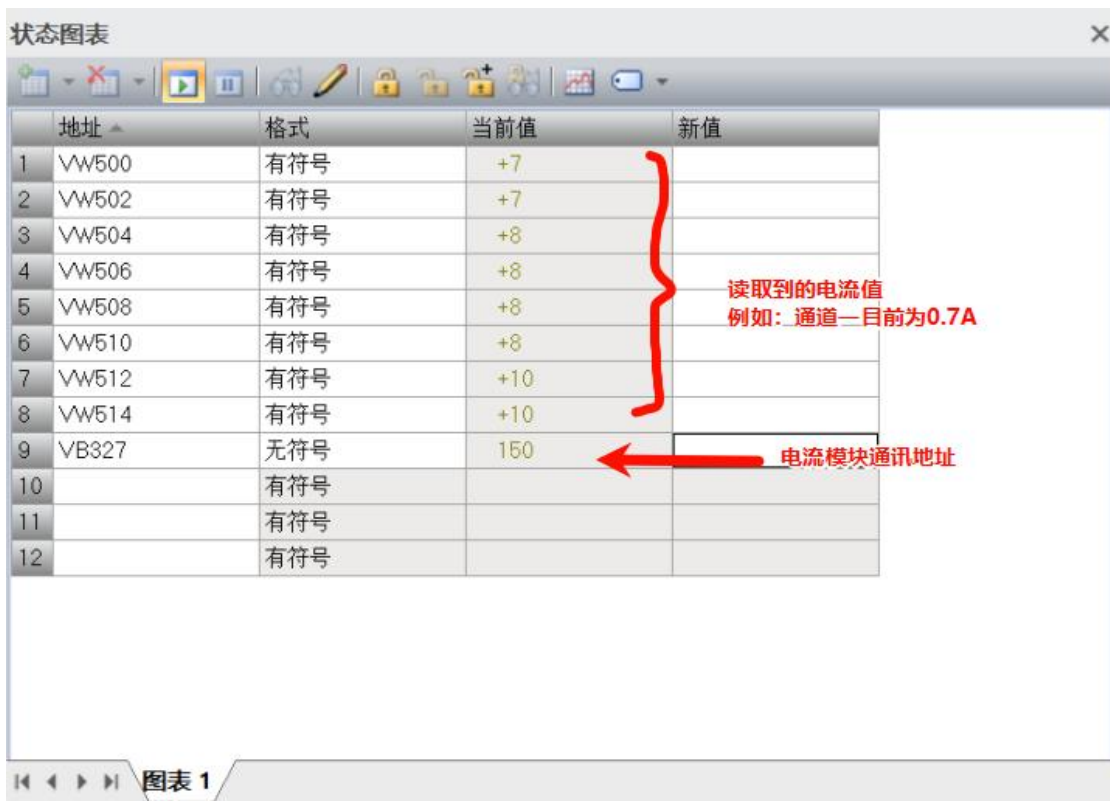 状态图表
地址 格式 当前值 新值
1 VW500 有符号 +7
2 VW502 有符号 +7
3 VW504 有符号 +8
4 VW506 有符号 +8
5 VW508 有符号 +8
6 VW510 有符号 +8
7 VW512 有符号 +10
8 VW514 有符号 +10
9 VB327 无符号 150
10 有符号
11 有符号
12 有符号
读取到的电流值
例如：通道一目前为0.7A
电流模块通讯地址
图表 1